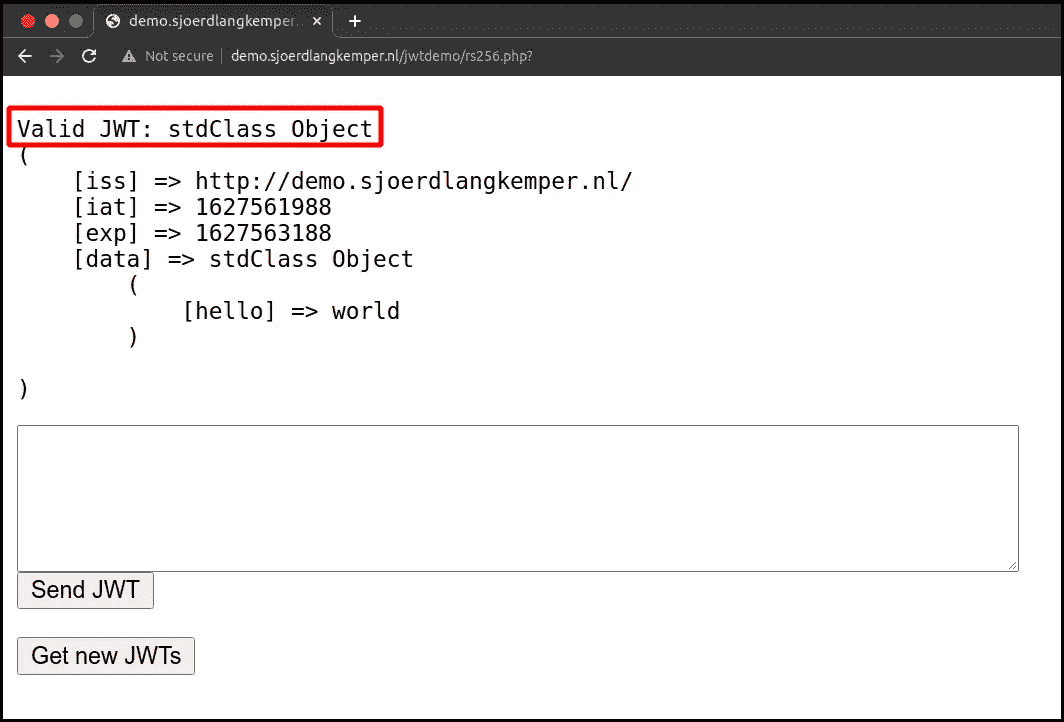 demo.sjoerdlangkemper.
Not secure demo.sjoerdlangkemper.nl/jwtdemo/rs256.php?
Valid JWT: stdClass Object
(
    [iss] => http://demo.sjoerdlangkemper.nl/
    [iat] => 1627561988
    [exp] => 1627563188
    [data] => stdClass Object
        (
            [hello] => world
        )
)
Send JWT
Get new JWTs